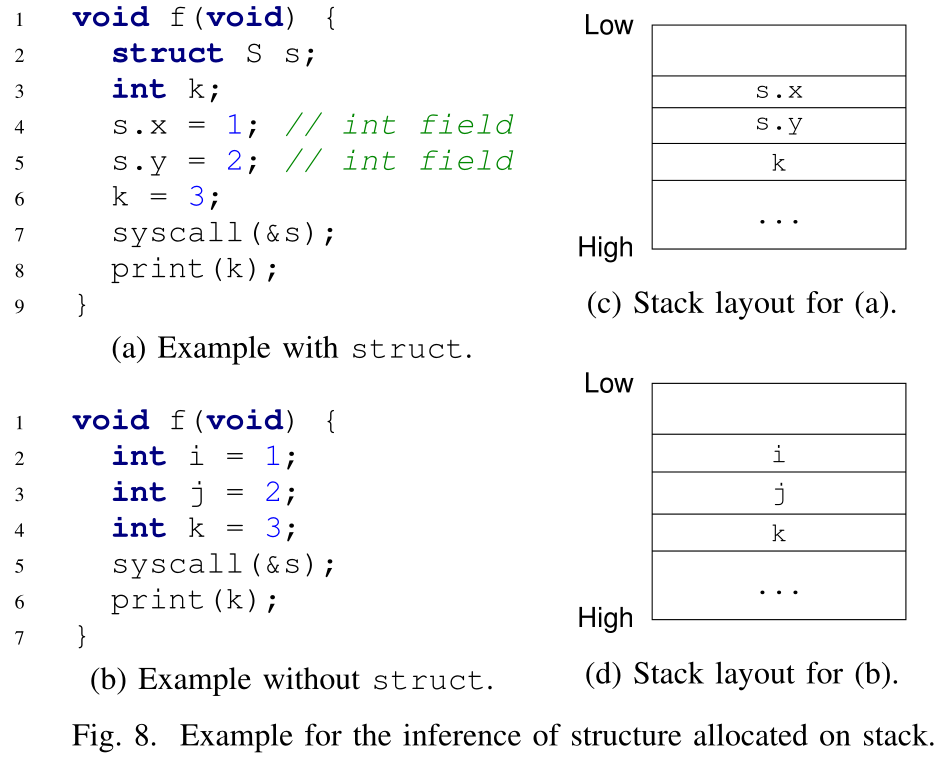 1 void f(void) {
2 struct S s;
3 int k;
4 s.x = 1; // int field
5 s.y = 2; // int field
6 k = 3;
7 syscall(&s);
8 print(k);
9 }
(a) Example with struct.
Low
s.x
s.y
k
...
High
(c) Stack layout for (a).
1 void f(void) {
2 int i = 1;
3 int j = 2;
4 int k = 3;
5 syscall(&s);
6 print(k);
7 }
(b) Example without struct.
Low
i
j
k
...
High
(d) Stack layout for (b).
Fig. 8. Example for the inference of structure allocated on stack.